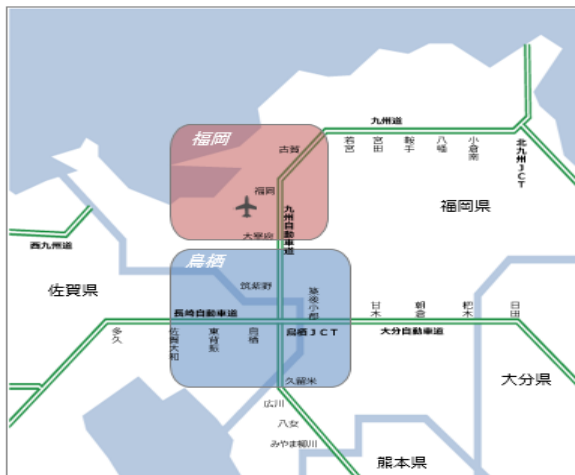 福岡
九州道
古賀
若宮
宮田
鞍手
八幡
小倉南
北九州JCT
福岡
九州自動車道
福岡県
大宰府
西九州道
鳥栖
佐賀県
筑紫野
筑後小郡
長崎自動車道
甘木
朝倉
杷木
日田
多久
佐賀大和
東背振
鳥栖
鳥栖JCT
大分自動車道
大分県
久留米
広川
八女
みやま柳川
熊本県